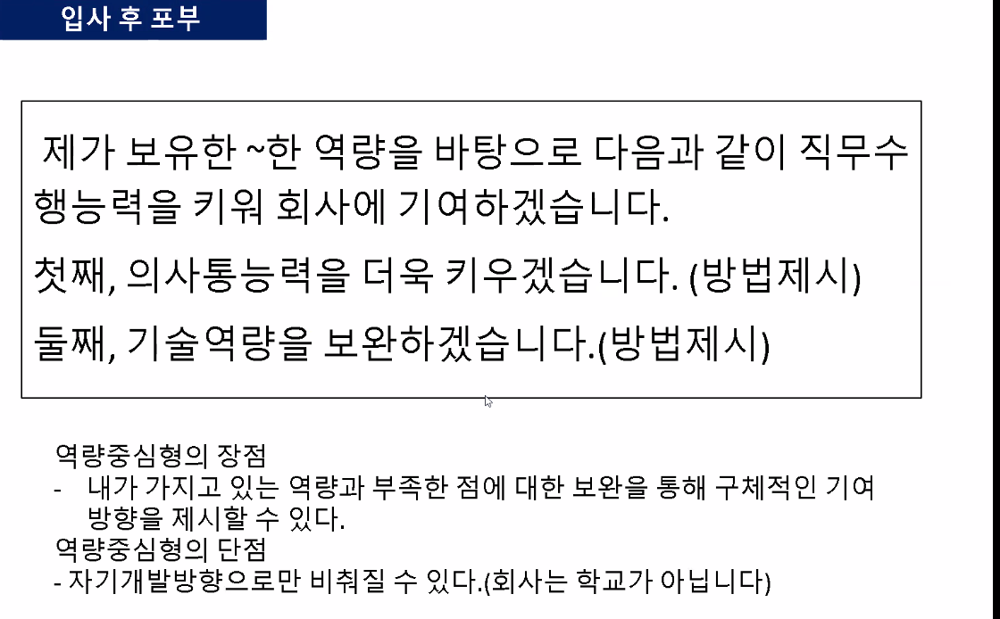 입사 후 포부
제가 보유한 ~한 역량을 바탕으로 다음과 같이 직무수
행능력을 키워 회사에 기여하겠습니다.
첫째, 의사통능력을 더욱 키우겠습니다. (방법제시)
둘째, 기술역량을 보완하겠습니다.(방법제시)
역량중심형의 장점
- 내가 가지고 있는 역량과 부족한 점에 대한 보완을 통해 구체적인 기여
방향을 제시할 수 있다.
역량중심형의 단점
- 자기개발방향으로만 비춰질 수 있다.(회사는 학교가 아닙니다)